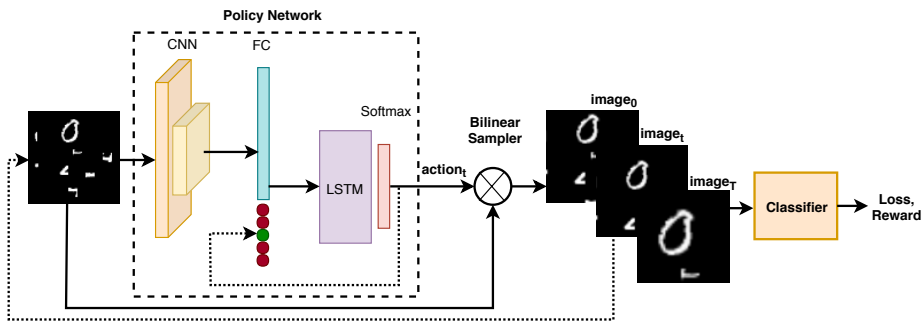 Policy Network
CNN
FC
Softmax
LSTM
action_t
Bilinear
Sampler
image_0
image_t
image_T
Classifier
Loss,
Reward